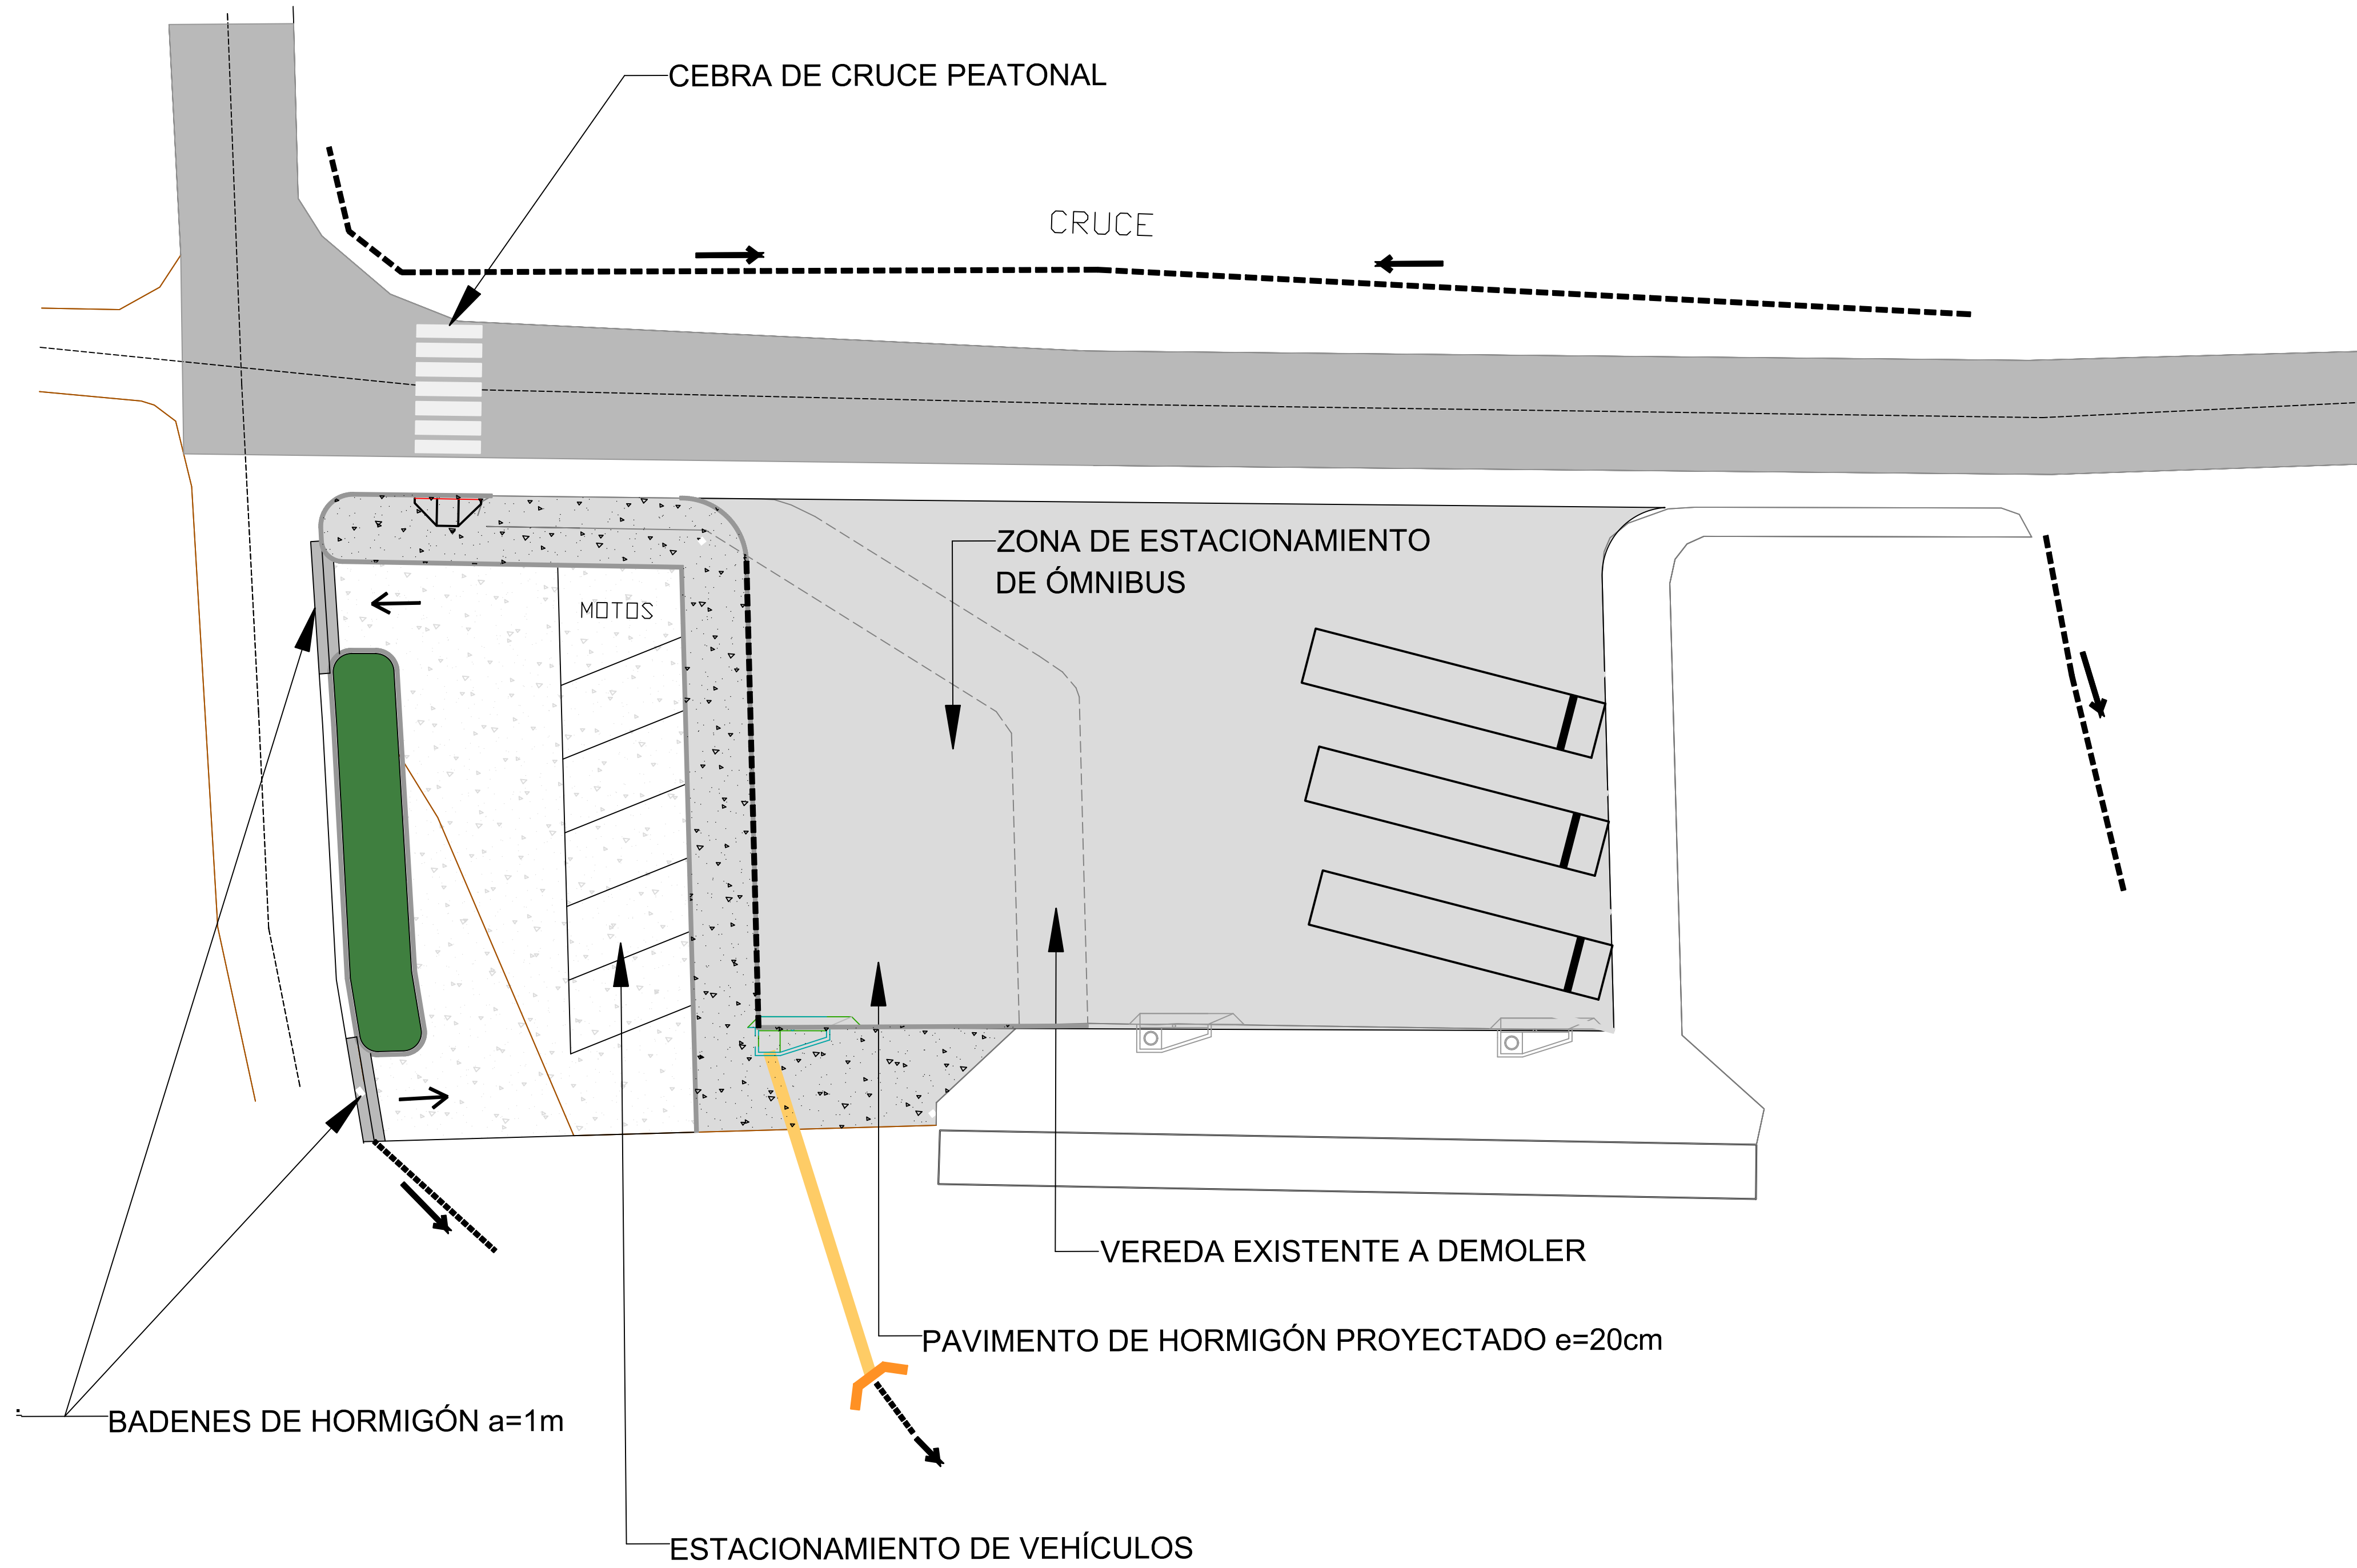 CEBRA DE CRUCE PEATONAL
CRUCE
ZONA DE ESTACIONAMIENTO
DE ÓMNIBUS
MOTOS
VEREDA EXISTENTE A DEMOLER
PAVIMENTO DE HORMIGÓN PROYECTADO e=20cm
BADENES DE HORMIGÓN a=1m
ESTACIONAMIENTO DE VEHÍCULOS